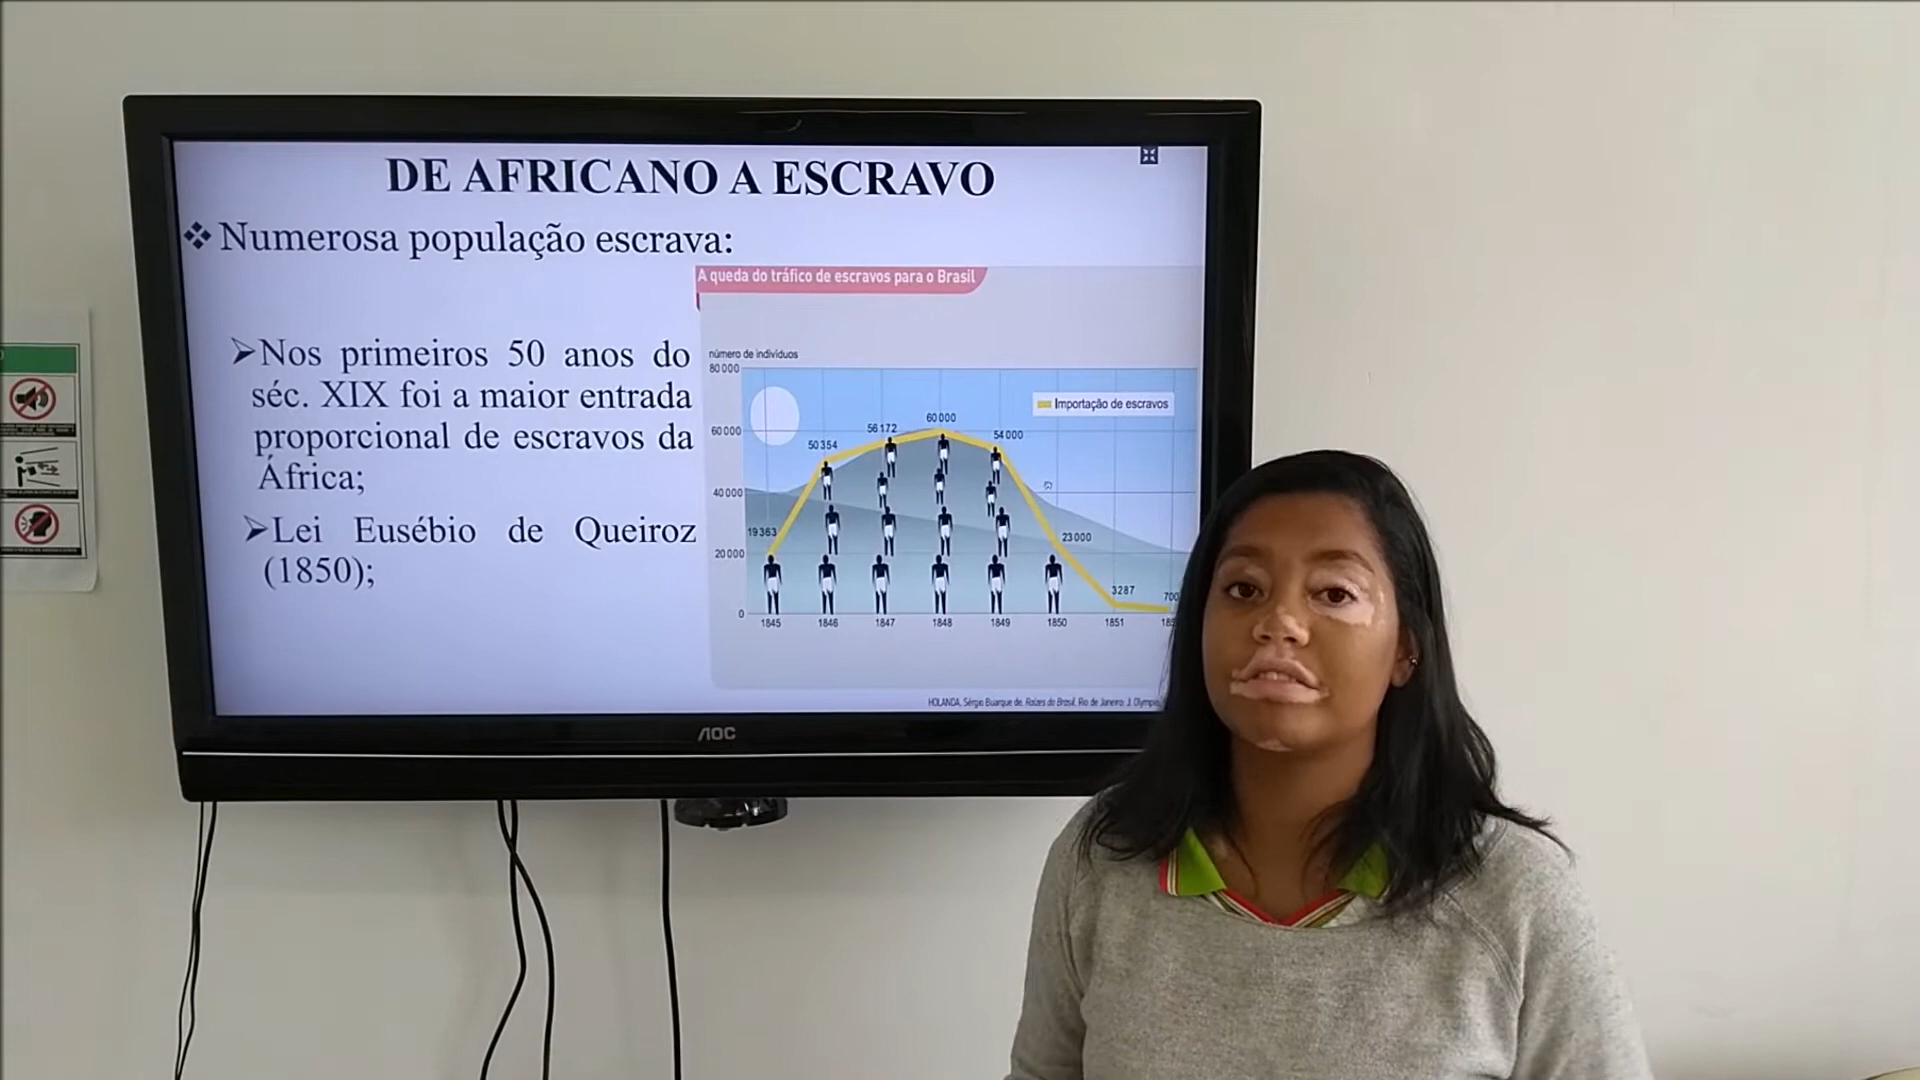 DE AFRICANO A ESCRAVO
❖ Numerosa população escrava:
➢Nos primeiros 50 anos do
séc. XIX foi a maior entrada
proporcional de escravos da
África;
➢Lei Eusébio de Queiroz
(1850);
A queda do tráfico de escravos para o Brasil
número de indivíduos
80 000
Importação de escravos
60 000
60 000
56 172
54 000
50 354
40 000
19 363
23 000
20 000
3287
700
0
1845 1846 1847 1848 1849 1850 1851
HOLANDA, Sérgio Buarque de. Raízes do Brasil. Rio de Janeiro: J. Olympio,
AOC